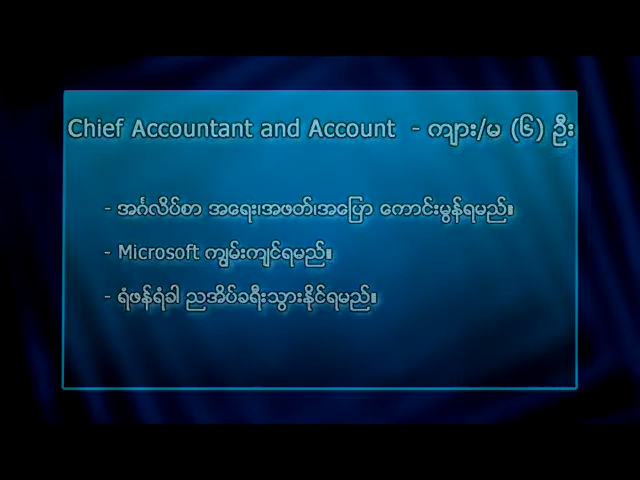 Chief Accountant and Account - ကျား/မ (၆) ဦး
- အင်္ဂလိပ်စာ အရေး၊အဖတ်၊အပြော ကောင်းမွန်ရမည်။
- Microsoft ကျွမ်းကျင်ရမည်။
- ရံဖန်ရံခါ ညအိပ်ခရီးသွားနိုင်ရမည်။